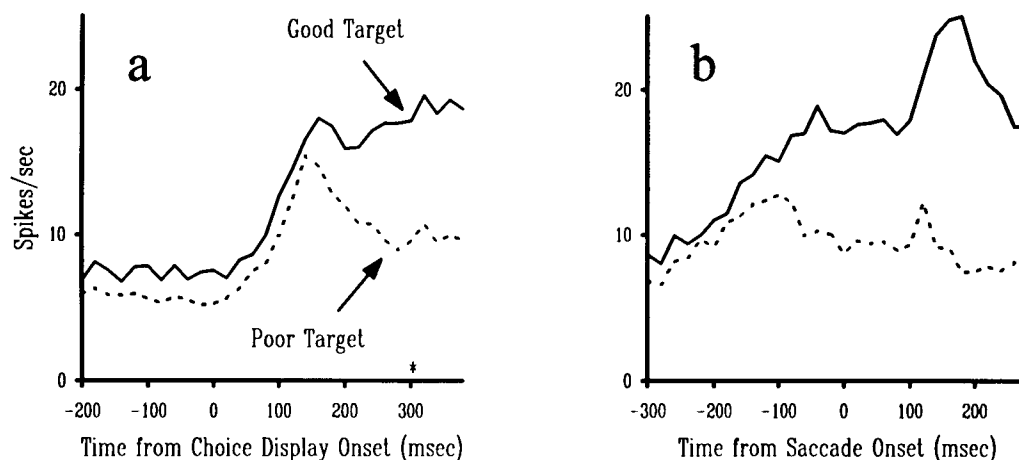 a
Good Target
Poor Target
Spikes/sec
20
10
0
*
-200 -100 0 100 200 300
Time from Choice Display Onset (msec)
b
20
10
0
-300 -200 -100 0 100 200
Time from Saccade Onset (msec)